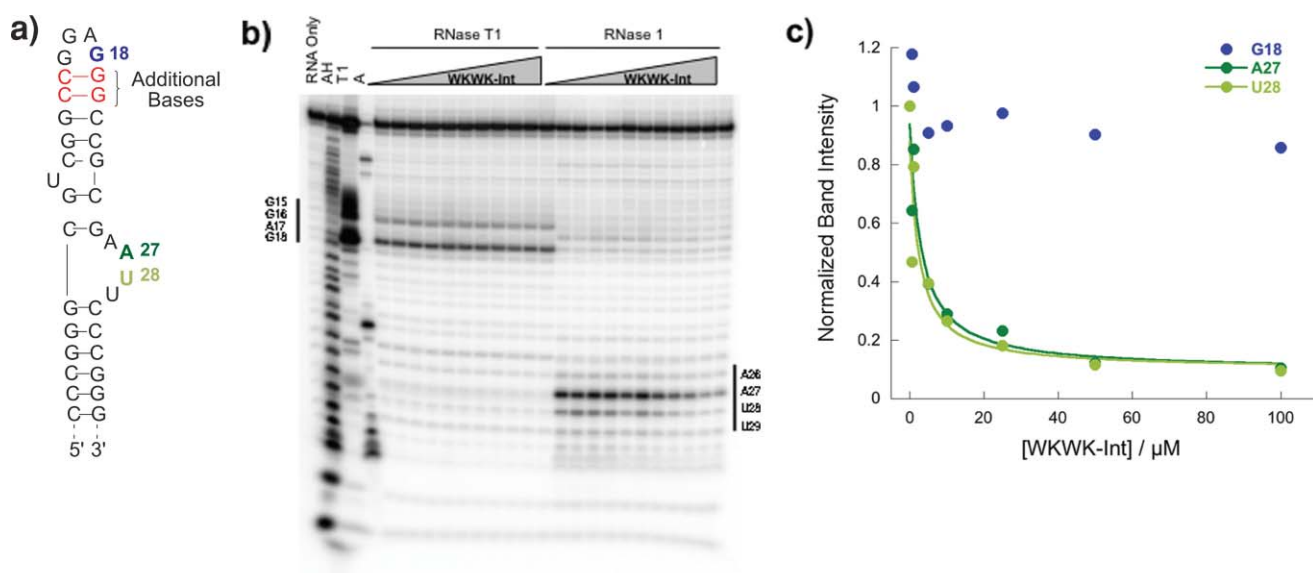 a)
G A
G G 18
C G
C G
Additional
Bases
G C
G C
C G
C G
U
G C
C G
A
A 27
U 28
U
G C
G C
G C
G C
C G
C G
C G
5' 3'
b)
RNA Only
AH
T1
A
RNase T1
RNase 1
WKWK-Int
WKWK-Int
G15
G16
A17
G18
A26
A27
U28
U29
c)
Normalized Band Intensity
1.2
1
0.8
0.6
0.4
0.2
0
0
20
40
60
80
100
[WKWK-Int] / µM
G18
A27
U28